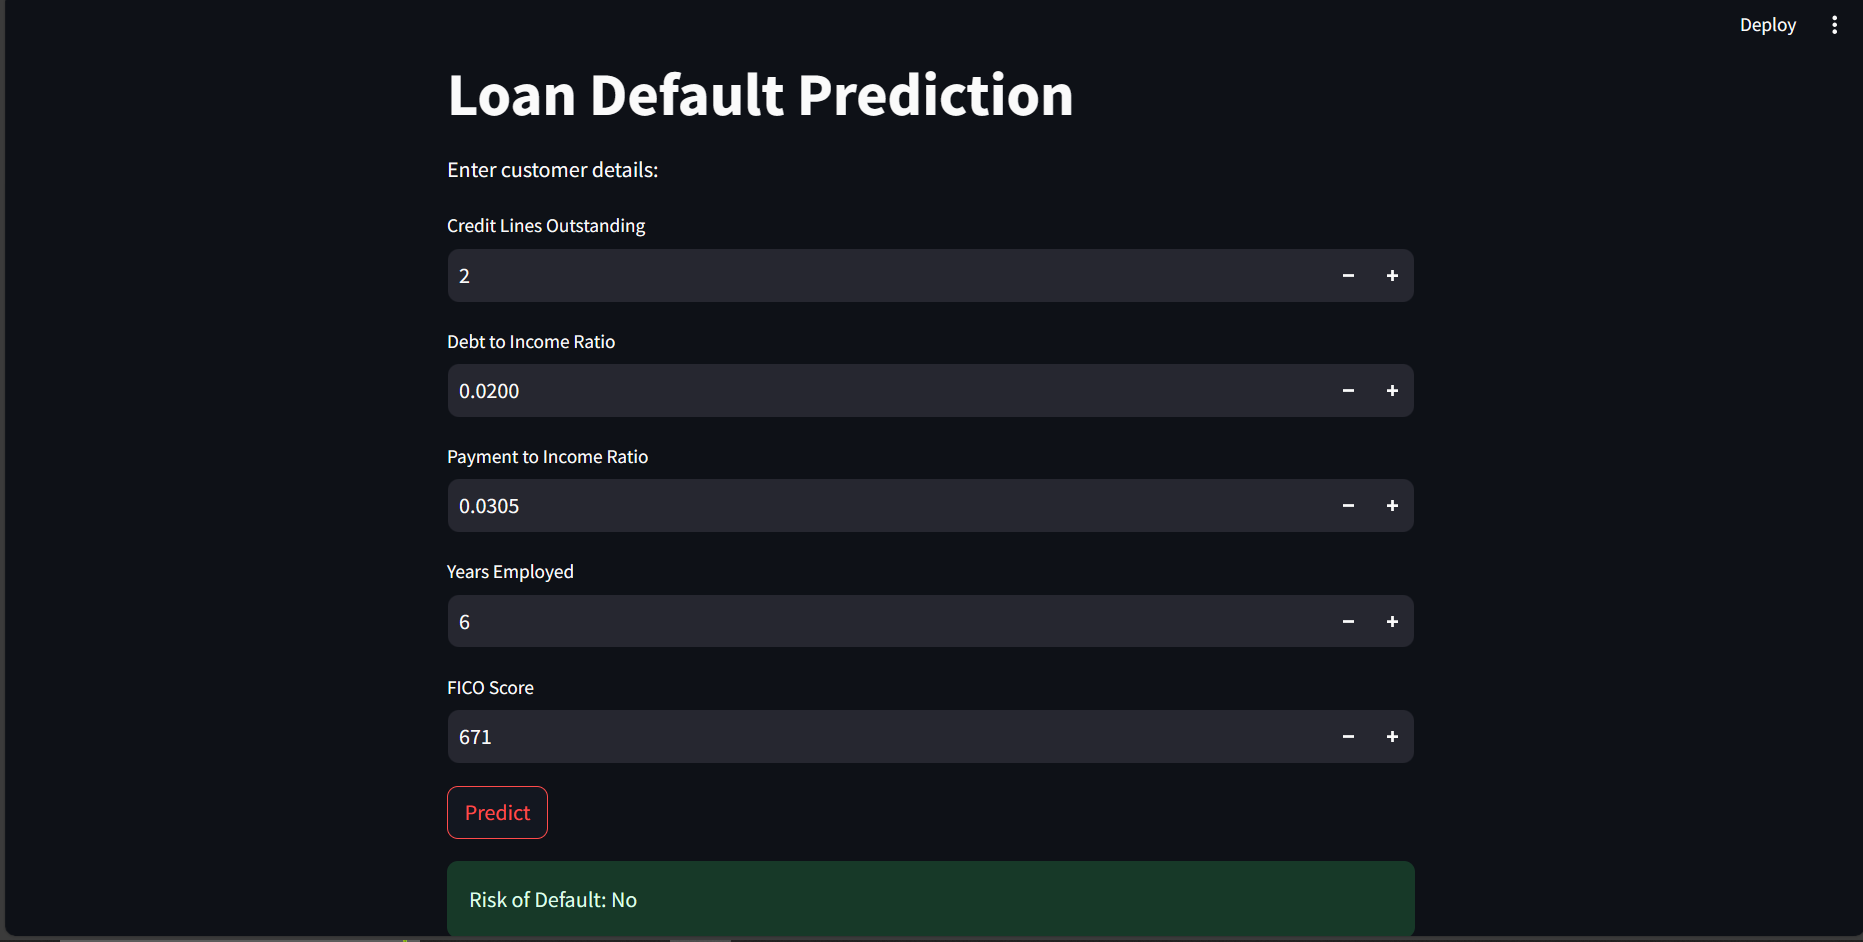 Deploy
Loan Default Prediction
Enter customer details:
Credit Lines Outstanding
2
Debt to Income Ratio
0.0200
Payment to Income Ratio
0.0305
Years Employed
6
FICO Score
671
Predict
Risk of Default: No